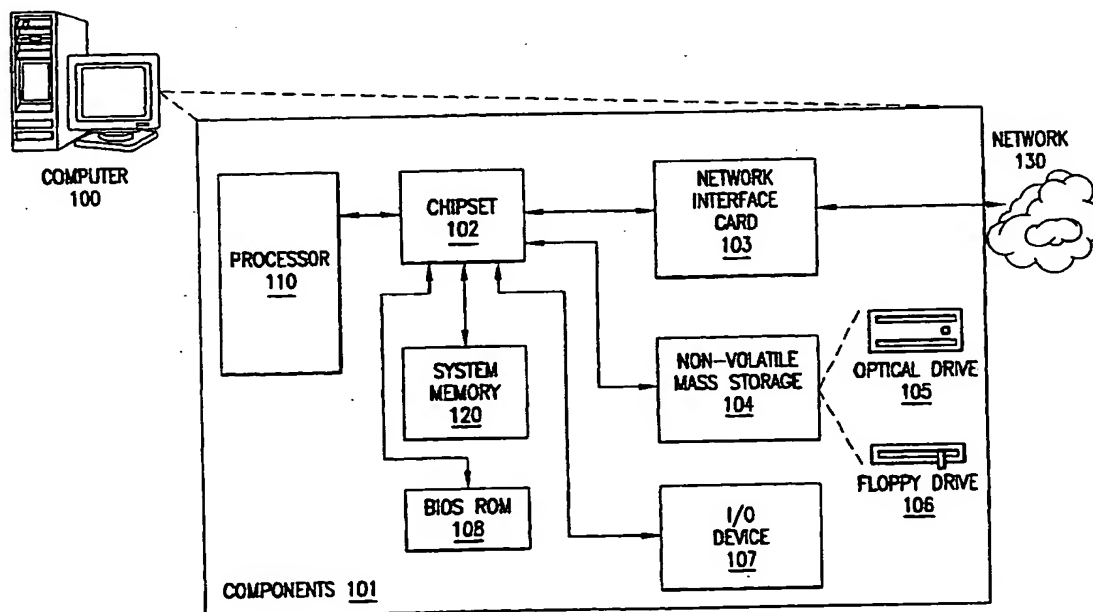 COMPUTER
100
PROCESSOR
110
CHIPSET
102
NETWORK
INTERFACE
CARD
103
NETWORK
130
SYSTEM
MEMORY
120
NON-VOLATILE
MASS STORAGE
104
OPTICAL DRIVE
105
FLOPPY DRIVE
106
BIOS ROM
108
I/O
DEVICE
107
COMPONENTS 101